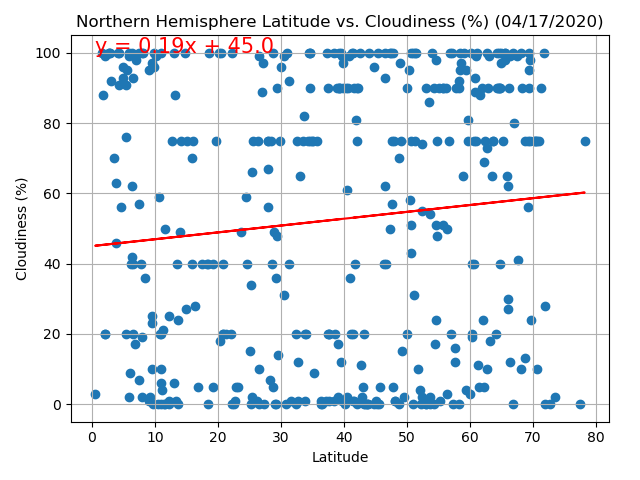 Northern Hemisphere Latitude vs. Cloudiness (%) (04/17/2020)
y = 0.19x + 45.0
100
80
60
40
20
0
Cloudiness (%)
0 10 20 30 40 50 60 70 80
Latitude